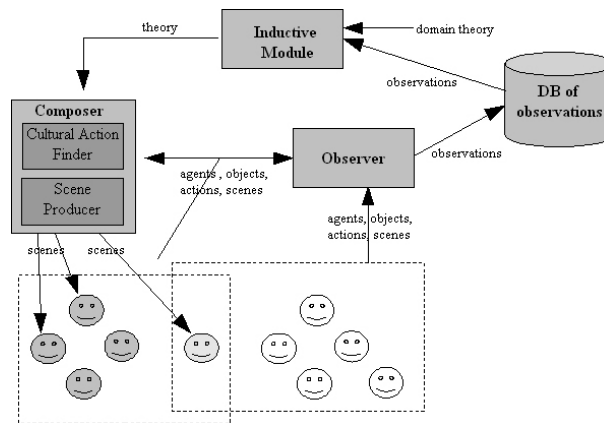 theory
Inductive
Module
domain theory
observations
DB of
observations
Composer
Cultural Action
Finder
Scene
Producer
agents , objects,
actions, scenes
Observer
observations
agents, objects,
actions, scenes
scenes
scenes